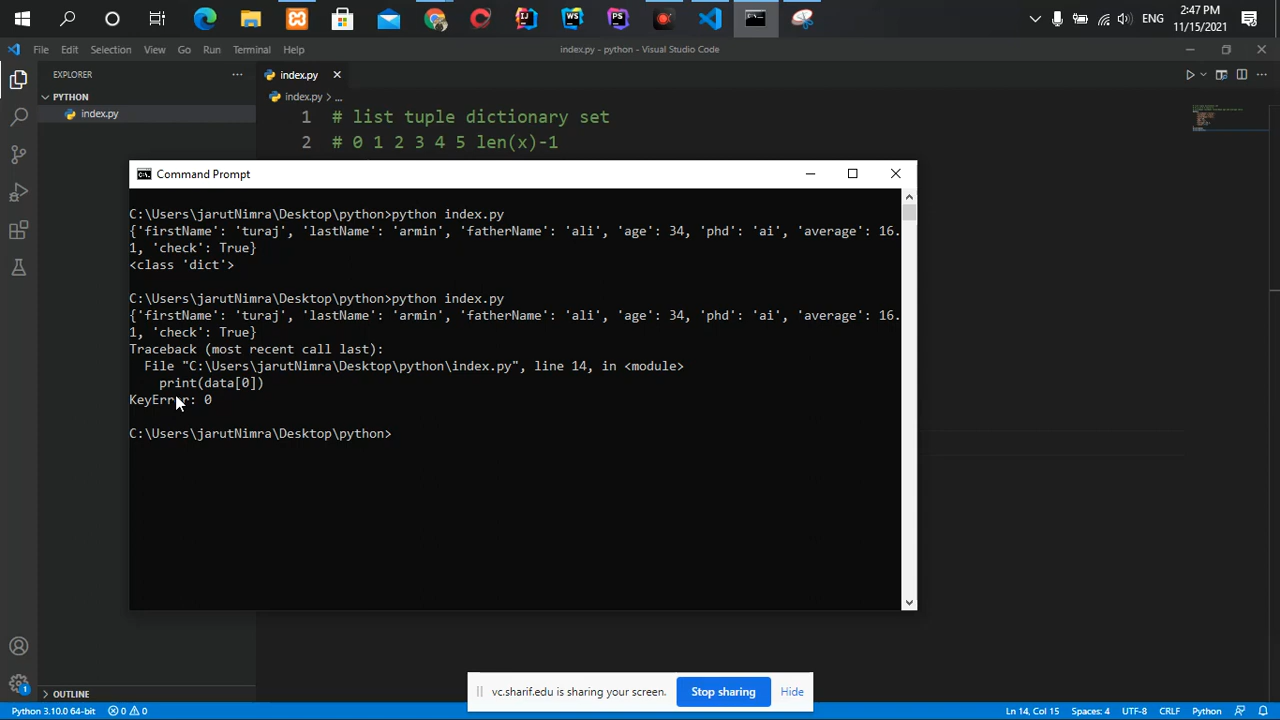 ENG
2:47 PM
11/15/2021
File Edit Selection View Go Run Terminal Help
index.py - python - Visual Studio Code
EXPLORER
index.py
PYTHON
index.py
index.py > ...
1 # list tuple dictionary set
2 # 0 1 2 3 4 5 len(x)-1
Command Prompt
C:\Users\jarutNimra\Desktop\python>python index.py
{'firstName': 'turaj', 'lastName': 'armin', 'fatherName': 'ali', 'age': 34, 'phd': 'ai', 'average': 16.
1, 'check': True}
<class 'dict'>
C:\Users\jarutNimra\Desktop\python>python index.py
{'firstName': 'turaj', 'lastName': 'armin', 'fatherName': 'ali', 'age': 34, 'phd': 'ai', 'average': 16.
1, 'check': True}
Traceback (most recent call last):
File "C:\Users\jarutNimra\Desktop\python\index.py", line 14, in <module>
print(data[0])
KeyError: 0
C:\Users\jarutNimra\Desktop\python>
vc.sharif.edu is sharing your screen. Stop sharing Hide
OUTLINE
Python 3.10.0 64-bit 0 0 Ln 14, Col 15 Spaces: 4 UTF-8 CRLF Python